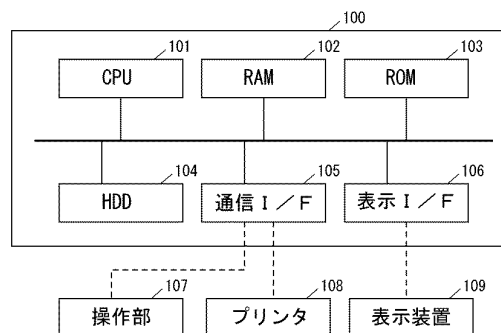 100
101
102
103
CPU
RAM
ROM
104
105
106
HDD
通信I／F
表示I／F
107
108
109
操作部
プリンタ
表示装置